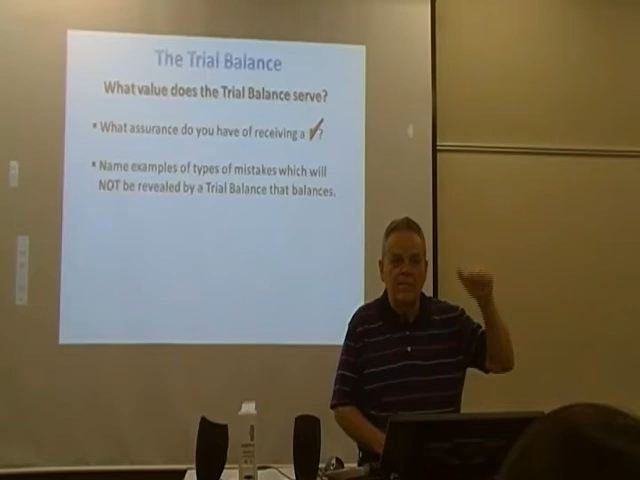 The Trial Balance
What value does the Trial Balance serve?
• What assurance do you have of receiving a ✓?
• Name examples of types of mistakes which will
NOT be revealed by a Trial Balance that balances.